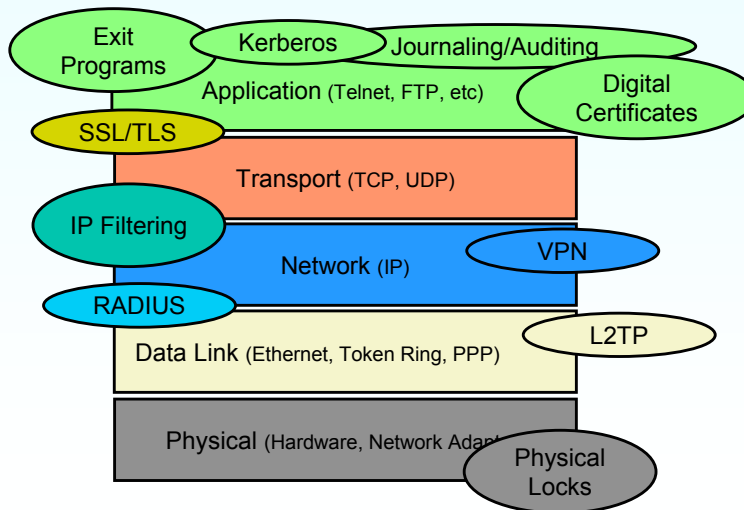 Exit
Programs
Kerberos
Journaling/Auditing
Application (Telnet, FTP, etc)
Digital
Certificates
SSL/TLS
Transport (TCP, UDP)
IP Filtering
Network (IP)
VPN
RADIUS
Data Link (Ethernet, Token Ring, PPP)
L2TP
Physical (Hardware, Network Adapt
Physical
Locks